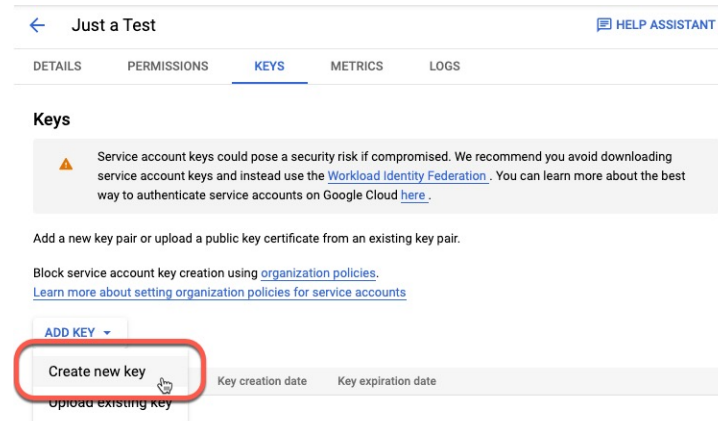 Just a Test
HELP ASSISTANT
DETAILS PERMISSIONS KEYS METRICS LOGS
Keys
Service account keys could pose a security risk if compromised. We recommend you avoid downloading
service account keys and instead use the Workload Identity Federation . You can learn more about the best
way to authenticate service accounts on Google Cloud here .
Add a new key pair or upload a public key certificate from an existing key pair.
Block service account key creation using organization policies.
Learn more about setting organization policies for service accounts
ADD KEY
Create new key
Key creation date Key expiration date
Upload existing key